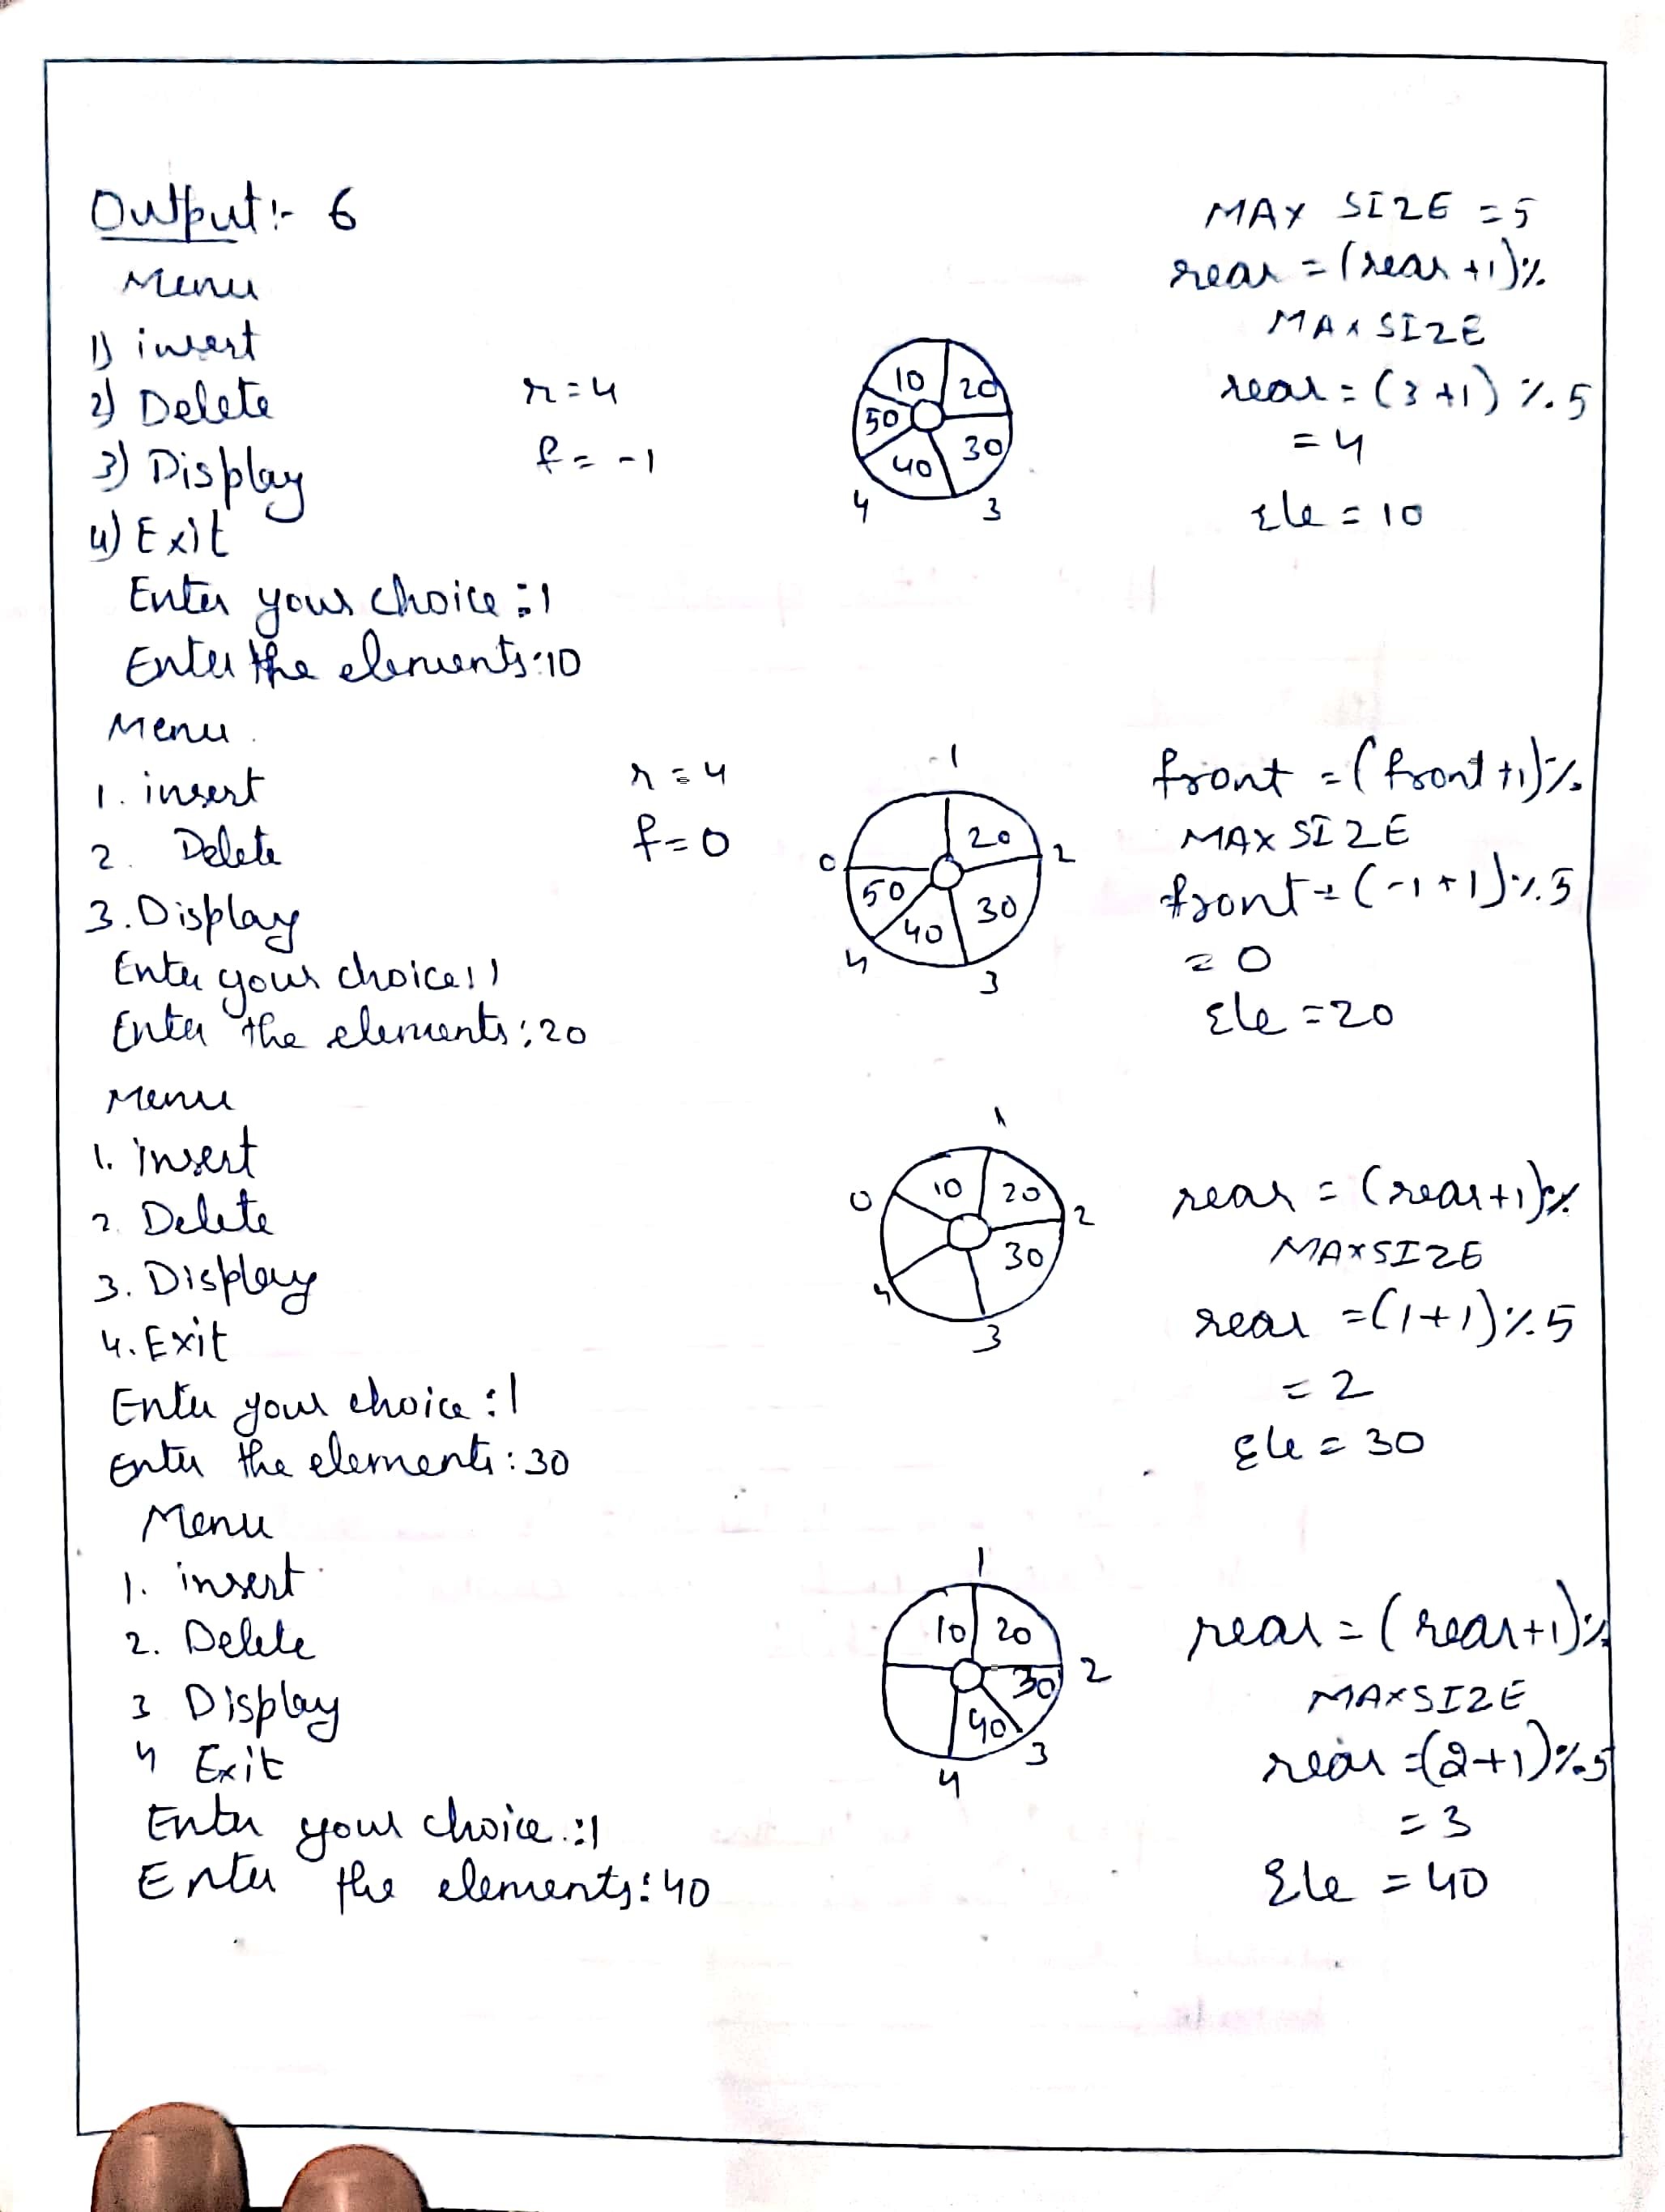 Output:- 6
Menu
1) insert
2) Delete
3) Display
4) Exit
Enter your choice :1
Enter the elements:10
r=4
f=-1
10
20
50
30
40
4
3
MAX SIZE =5
rear =(rear +1)%
MAXSIZE
rear = (3+1) %5
=4
Ele = 10
Menu
1. insert
2. Delete
3. Display
Enter your choice:1
Enter the elements:20
r=4
f=0
-1
20
0
2
50
30
40
4
3
front =(front+1)%
MAXSIZE
front=(-1+1)%5
=0
Ele =20
Menu
1. insert
2. Delete
3. Display
4. Exit
Enter your choice :1
Enter the elements:30
1
0
10
20
2
30
4
3
rear = (rear+1)%
MAXSIZE
rear =(1+1)%5
=2
Ele = 30
Menu
1. insert
2. Delete
3 Display
4 Exit
Enter your choice.:1
Enter the elements:40
1
10
20
30
2
40
3
4
rear = (rear+1)%
MAXSIZE
rear =(2+1)%5
=3
Ele =40